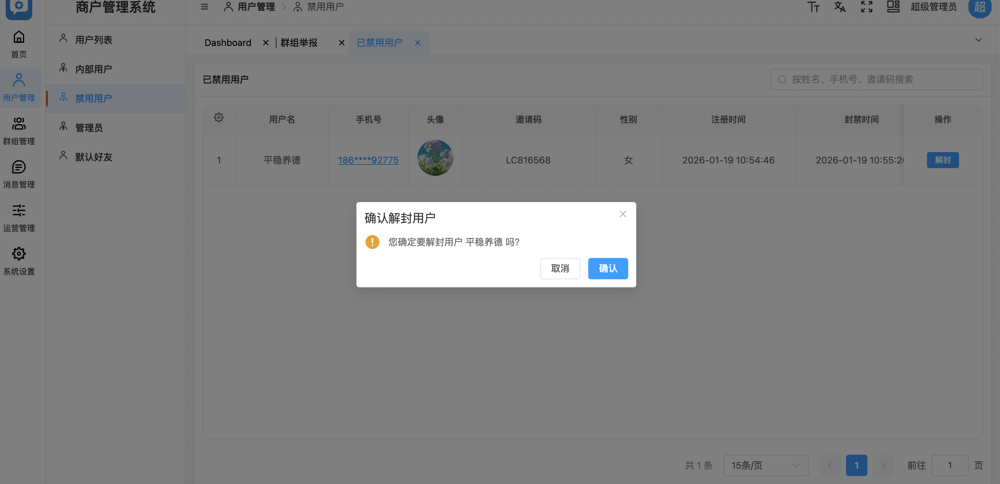 商户管理系统
用户管理
禁用用户
超级管理员
超
首页
用户管理
群组管理
消息管理
运营管理
系统设置
用户列表
内部用户
禁用用户
管理员
默认好友
Dashboard
群组举报
已禁用用户
已禁用用户
按姓名、手机号、邀请码搜索
用户名 手机号 头像 邀请码 性别 注册时间 封禁时间 操作
1 平稳养德 186****92775 LC816568 女 2026-01-19 10:54:46 2026-01-19 10:55:2 解封
确认解封用户
您确定要解封用户 平稳养德 吗?
取消 确认
共 1 条 15条/页 1 前往 1 页